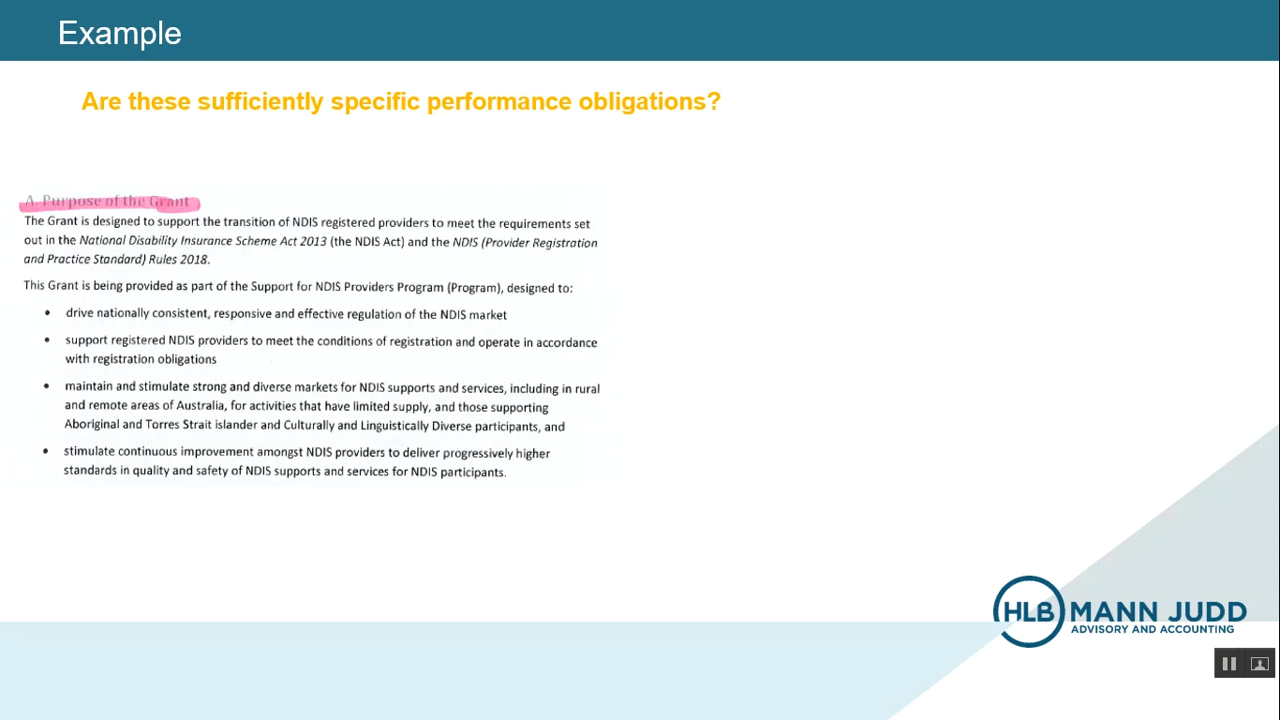 Example
Are these sufficiently specific performance obligations?
A. Purpose of the Grant
The Grant is designed to support the transition of NDIS registered providers to meet the requirements set
out in the National Disability Insurance Scheme Act 2013 (the NDIS Act) and the NDIS (Provider Registration
and Practice Standard) Rules 2018.
This Grant is being provided as part of the Support for NDIS Providers Program (Program), designed to:
• drive nationally consistent, responsive and effective regulation of the NDIS market
• support registered NDIS providers to meet the conditions of registration and operate in accordance
with registration obligations
• maintain and stimulate strong and diverse markets for NDIS supports and services, including in rural
and remote areas of Australia, for activities that have limited supply, and those supporting
Aboriginal and Torres Strait islander and Culturally and Linguistically Diverse participants, and
• stimulate continuous improvement amongst NDIS providers to deliver progressively higher
standards in quality and safety of NDIS supports and services for NDIS participants.
HLB MANN JUDD
ADVISORY AND ACCOUNTING